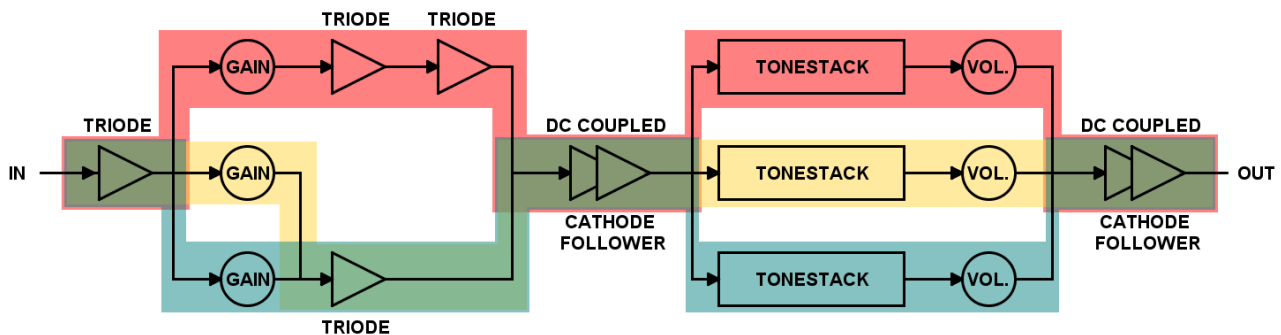 TRIODE TRIODE
GAIN
TONESTACK VOL.
TRIODE
DC COUPLED
DC COUPLED
IN
GAIN
TONESTACK VOL.
OUT
CATHODE
FOLLOWER
CATHODE
FOLLOWER
GAIN
TONESTACK VOL.
TRIODE